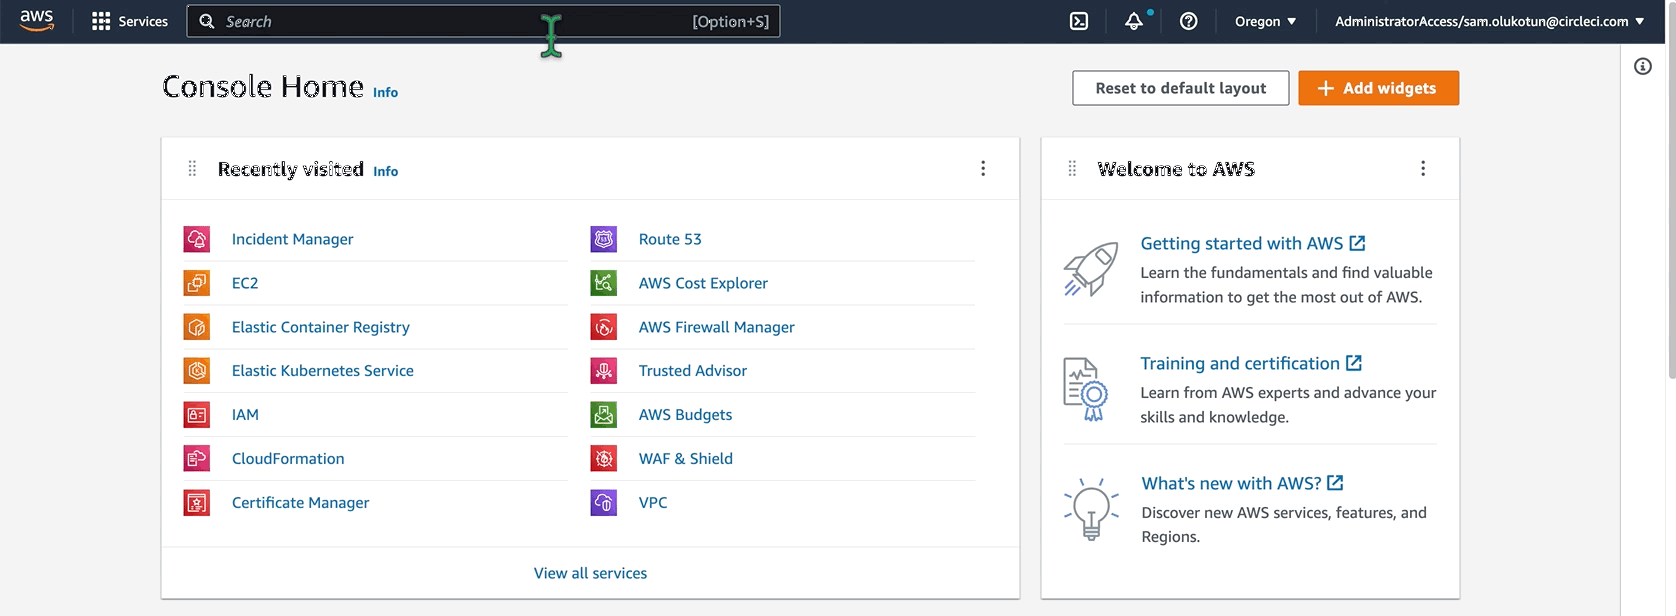 aws
Services
Search
[Option+S]
Oregon
AdministratorAccess/sam.olukotun@circleci.com
Console Home Info
Reset to default layout
+ Add widgets
Recently visited Info
Incident Manager
EC2
Elastic Container Registry
Elastic Kubernetes Service
IAM
CloudFormation
Certificate Manager
Route 53
AWS Cost Explorer
AWS Firewall Manager
Trusted Advisor
AWS Budgets
WAF & Shield
VPC
View all services
Welcome to AWS
Getting started with AWS
Learn the fundamentals and find valuable
information to get the most out of AWS.
Training and certification
Learn from AWS experts and advance your
skills and knowledge.
What's new with AWS?
Discover new AWS services, features, and
Regions.